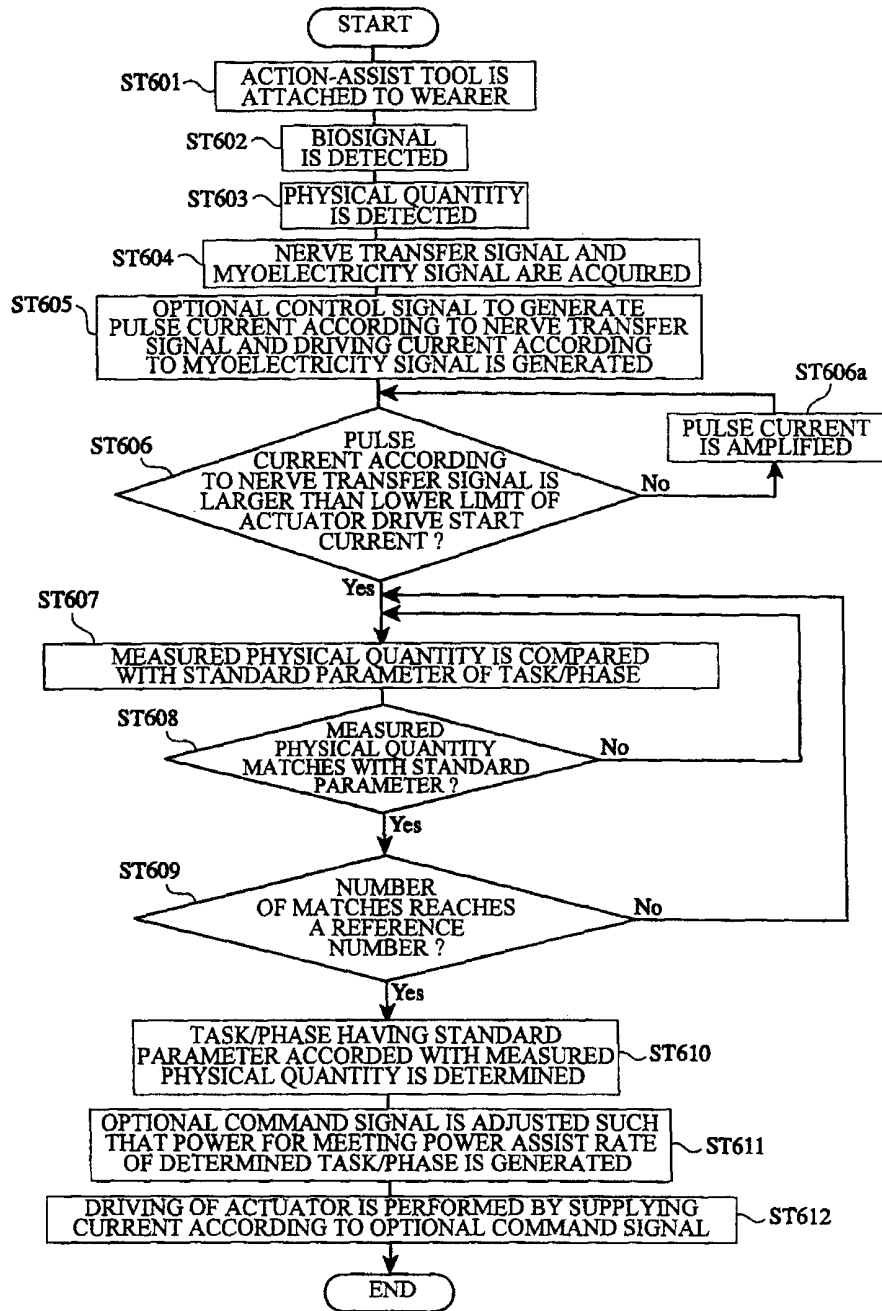 START
ST601
ACTION-ASSIST TOOL IS
ATTACHED TO WEARER
ST602
BIOSIGNAL
IS DETECTED
ST603
PHYSICAL QUANTITY
IS DETECTED
ST604
NERVE TRANSFER SIGNAL AND
MYOELECTRICITY SIGNAL ARE ACQUIRED
ST605
OPTIONAL CONTROL SIGNAL TO GENERATE
PULSE CURRENT ACCORDING TO NERVE TRANSFER
SIGNAL AND DRIVING CURRENT ACCORDING
TO MYOELECTRICITY SIGNAL IS GENERATED
ST606a
PULSE CURRENT
IS AMPLIFIED
ST606
PULSE
CURRENT ACCORDING
TO NERVE TRANSFER SIGNAL IS
LARGER THAN LOWER LIMIT OF
ACTUATOR DRIVE START
CURRENT ?
No
Yes
ST607
MEASURED PHYSICAL QUANTITY IS COMPARED
WITH STANDARD PARAMETER OF TASK/PHASE
ST608
MEASURED
PHYSICAL QUANTITY
MATCHES WITH STANDARD
PARAMETER ?
No
Yes
ST609
NUMBER
OF MATCHES REACHES
A REFERENCE
NUMBER ?
No
Yes
TASK/PHASE HAVING STANDARD
PARAMETER ACCORDED WITH MEASURED
PHYSICAL QUANTITY IS DETERMINED
ST610
OPTIONAL COMMAND SIGNAL IS ADJUSTED SUCH
THAT POWER FOR MEETING POWER ASSIST RATE
OF DETERMINED TASK/PHASE IS GENERATED
ST611
DRIVING OF ACTUATOR IS PERFORMED BY SUPPLYING
CURRENT ACCORDING TO OPTIONAL COMMAND SIGNAL
ST612
END